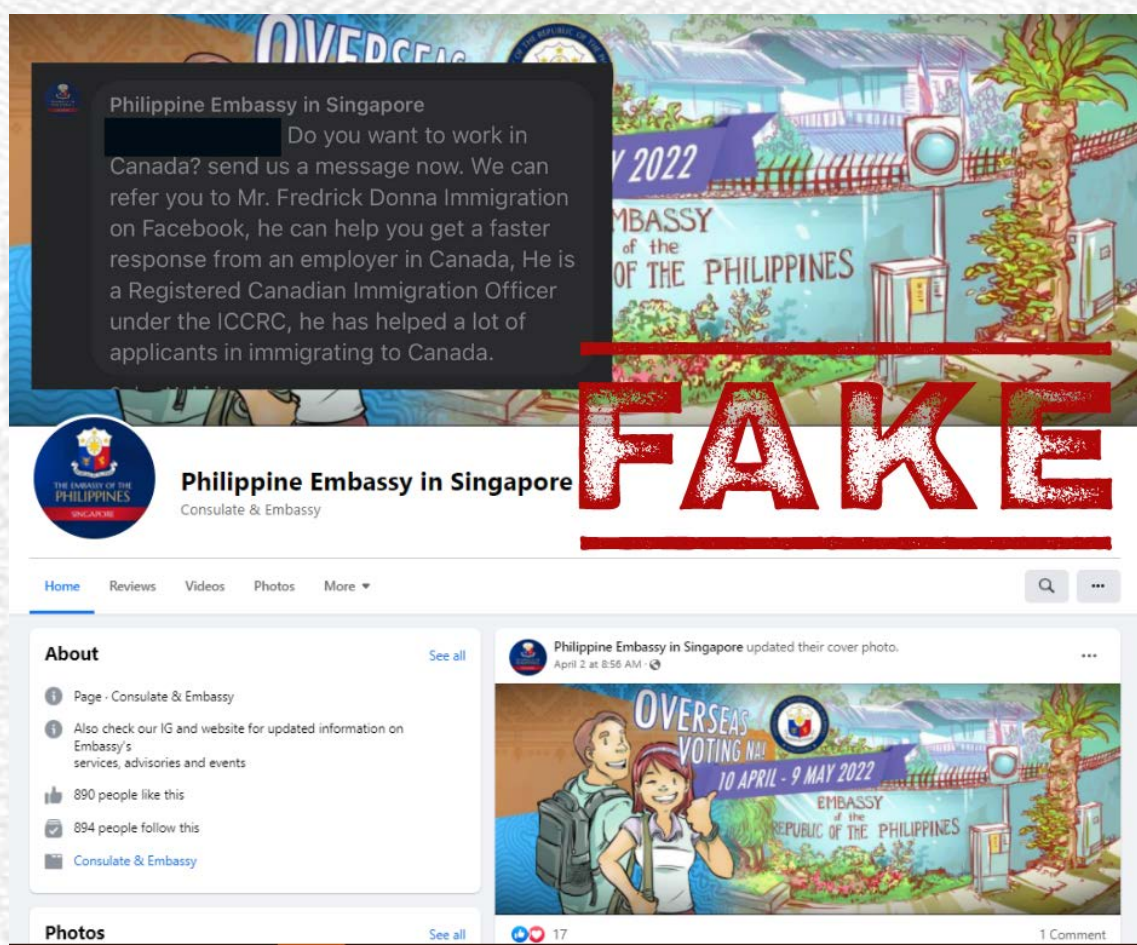 OVERSEAS
Philippine Embassy in Singapore
Do you want to work in
Canada? send us a message now. We can
refer you to Mr. Fredrick Donna Immigration
on Facebook, he can help you get a faster
response from an employer in Canada, He is
a Registered Canadian Immigration Officer
under the ICCRC, he has helped a lot of
applicants in immigrating to Canada.
Y 2022
MBASSY
of the
OF THE PHILIPPINES
FAKE
THE EMBASSY OF THE
PHILIPPINES
SINGAPORE
Philippine Embassy in Singapore
Consulate & Embassy
Home Reviews Videos Photos More
About See all
Page · Consulate & Embassy
Also check our IG and website for updated information on
Embassy's
services, advisories and events
890 people like this
894 people follow this
Consulate & Embassy
Photos See all
Philippine Embassy in Singapore updated their cover photo.
April 2 at 8:56 AM ·
OVERSEAS
VOTING NA!
10 APRIL - 9 MAY 2022
EMBASSY
of the
REPUBLIC OF THE PHILIPPINES
17 1 Comment